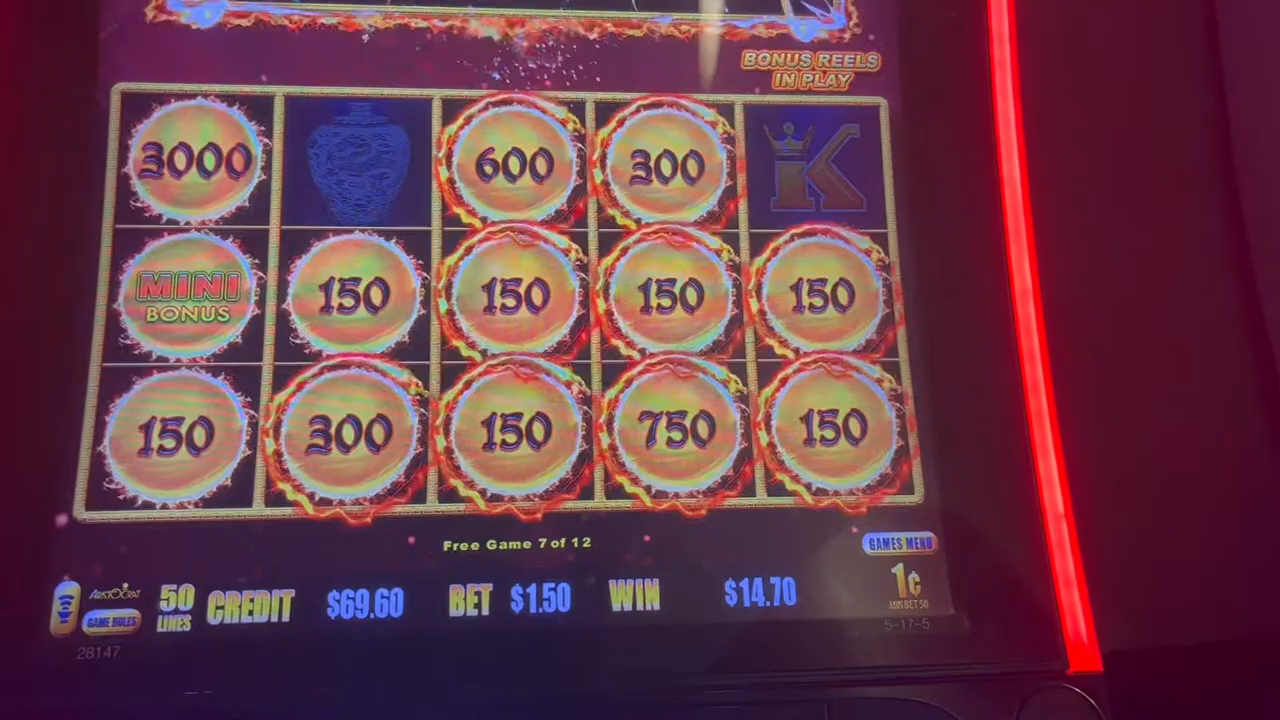 BONUS REELS
IN PLAY
3000
600
300
K
MINI
BONUS
150
150
150
150
150
300
150
750
150
Free Game 7 of 12
GAMES MENU
ARISTOCRAT
GAME RULES
50
LINES
CREDIT
$69.60
BET
$1.50
WIN
$14.70
1¢
MIN BET 50
5-17-5
28147